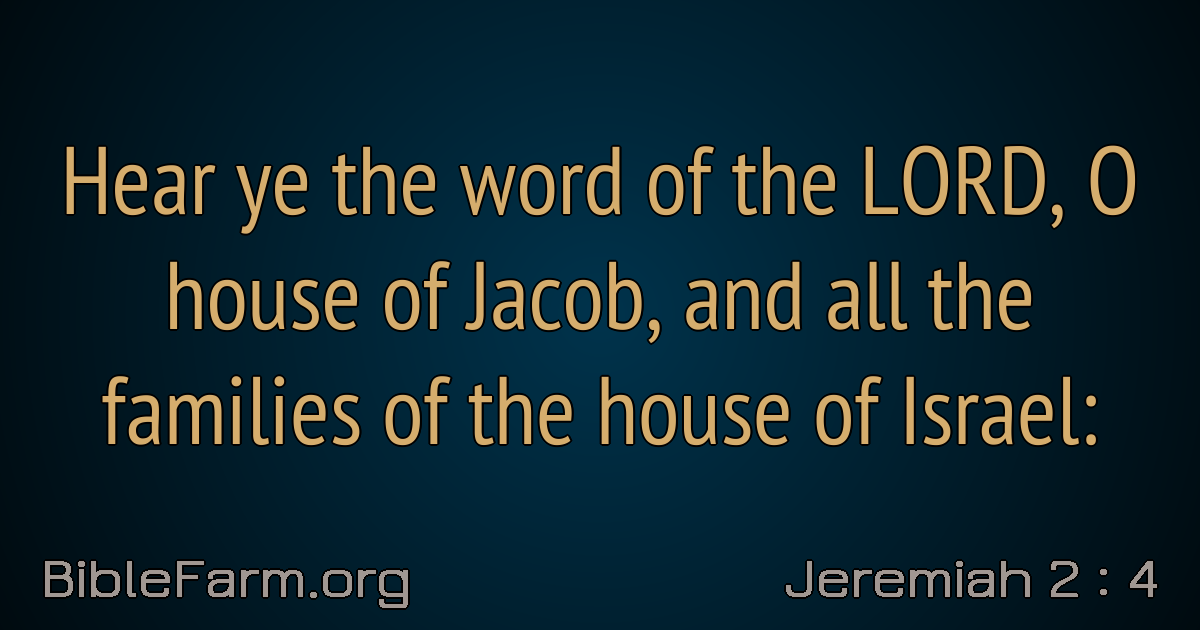 Hear ye the word of the LORD, O
house of Jacob, and all the
families of the house of Israel:
BibleFarm.org
Jeremiah 2 : 4